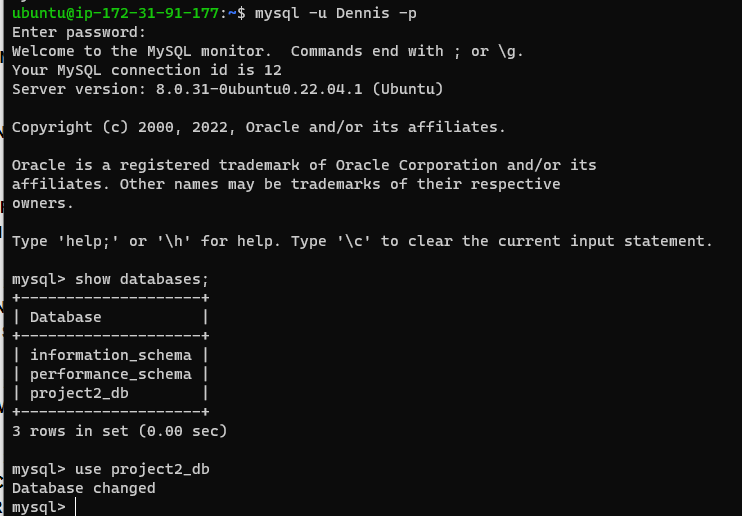 ubuntu@ip-172-31-91-177:~$ mysql -u Dennis -p
Enter password:
Welcome to the MySQL monitor.  Commands end with ; or \g.
Your MySQL connection id is 12
Server version: 8.0.31-0ubuntu0.22.04.1 (Ubuntu)

Copyright (c) 2000, 2022, Oracle and/or its affiliates.

Oracle is a registered trademark of Oracle Corporation and/or its
affiliates. Other names may be trademarks of their respective
owners.

Type 'help;' or '\h' for help. Type '\c' to clear the current input statement.

mysql> show databases;
+--------------------+
| Database           |
+--------------------+
| information_schema |
| performance_schema |
| project2_db        |
+--------------------+
3 rows in set (0.00 sec)

mysql> use project2_db
Database changed
mysql>